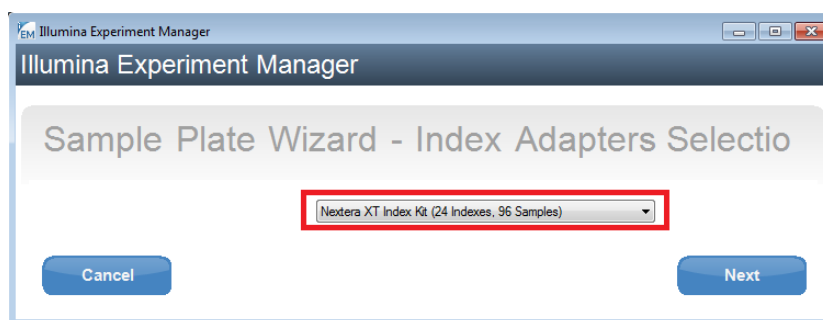 EM Illumina Experiment Manager
Illumina Experiment Manager
Sample Plate Wizard - Index Adapters Selectio
Nextera XT Index Kit (24 Indexes, 96 Samples)
Cancel Next